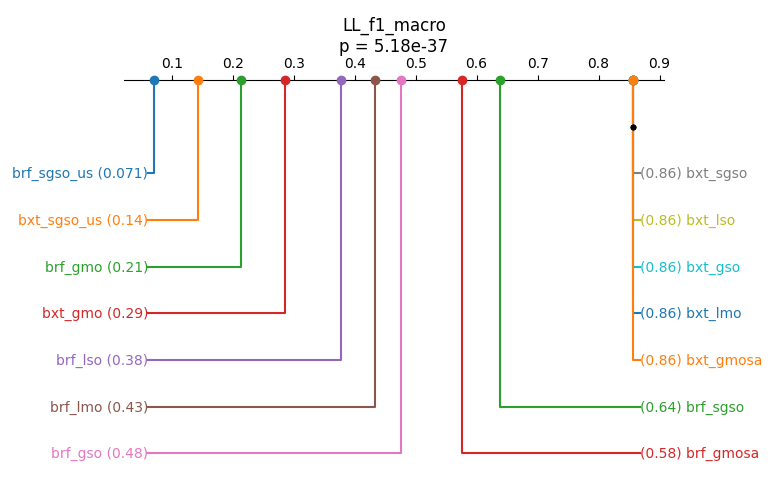 LL_f1_macro
p = 5.18e-37
0.1 0.2 0.3 0.4 0.5 0.6 0.7 0.8 0.9
brf_sgso_us (0.071) (0.86) bxt_sgso
bxt_sgso_us (0.14) (0.86) bxt_lso
brf_gmo (0.21) (0.86) bxt_gso
bxt_gmo (0.29) (0.86) bxt_lmo
brf_lso (0.38) (0.86) bxt_gmosa
brf_lmo (0.43) (0.64) brf_sgso
brf_gso (0.48) (0.58) brf_gmosa